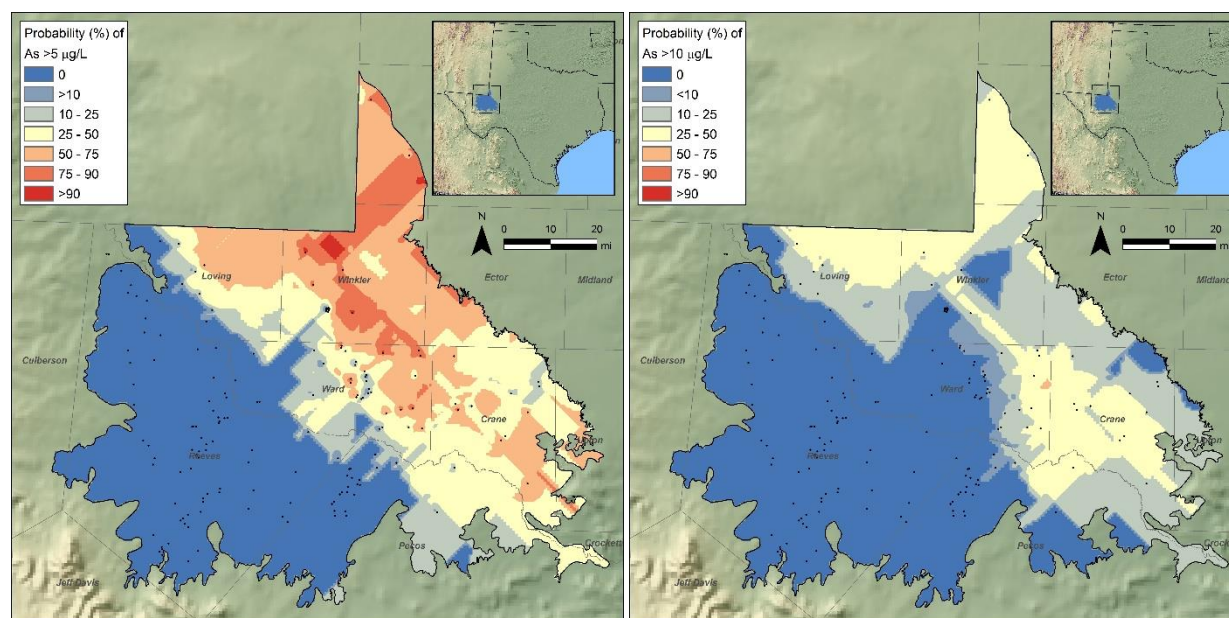 Probability (%) of
As >5 µg/L
0
>10
10 - 25
25 - 50
50 - 75
75 - 90
>90
N
0 10 20
mi
Loving
Winkler
Ector
Midland
Culberson
Ward
Crane
Reeves
Pecos
Crockett
Jeff Davis
Probability (%) of
As >10 µg/L
0
<10
10 - 25
25 - 50
50 - 75
75 - 90
>90
N
0 10 20
mi
Loving
Winkler
Ector
Midland
Culberson
Ward
Crane
Reeves
Pecos
Crocke
Jeff Davis